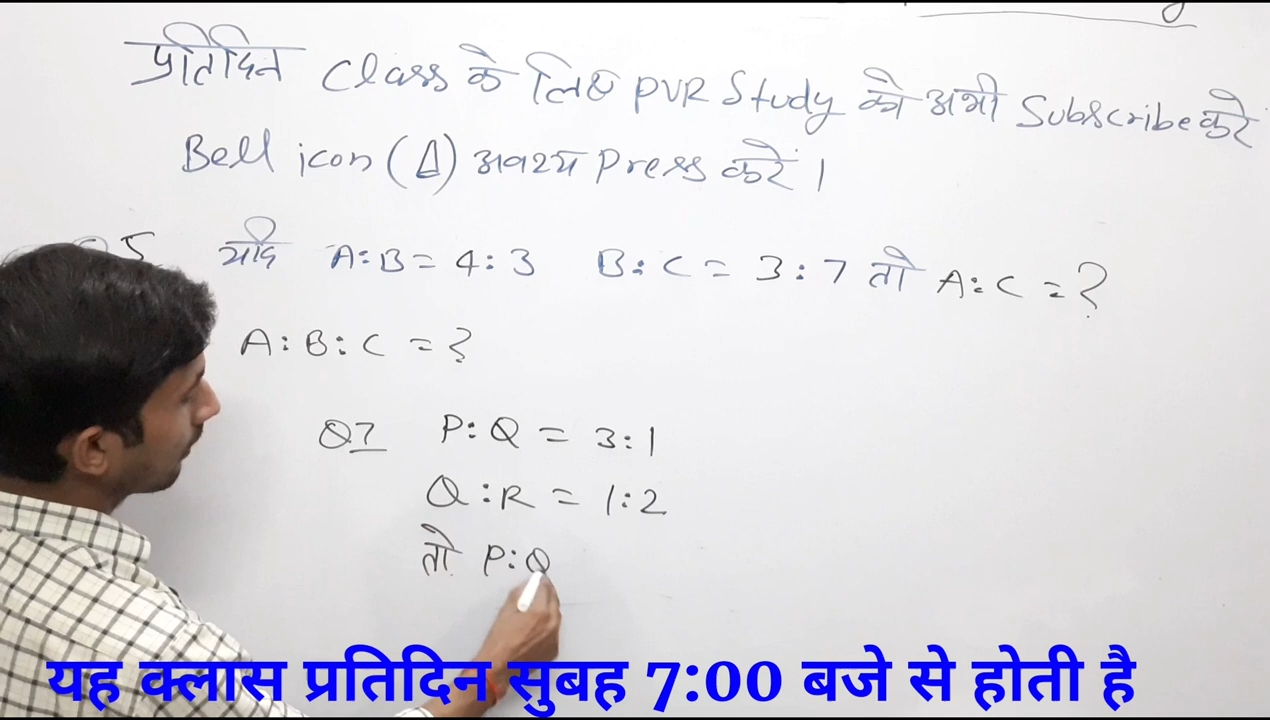 प्रतिदिन Class के लिए PVR Study को अभी Subscribe करें
Bell icon (∆) अवश्य Press करें ।
Q5 यदि A:B = 4:3 B:C = 3:7 तो A:C = ?
A:B:C = ?
Q7 P:Q = 3:1
Q:R = 1:2
तो P:Q
यह क्लास प्रतिदिन सुबह 7:00 बजे से होती है